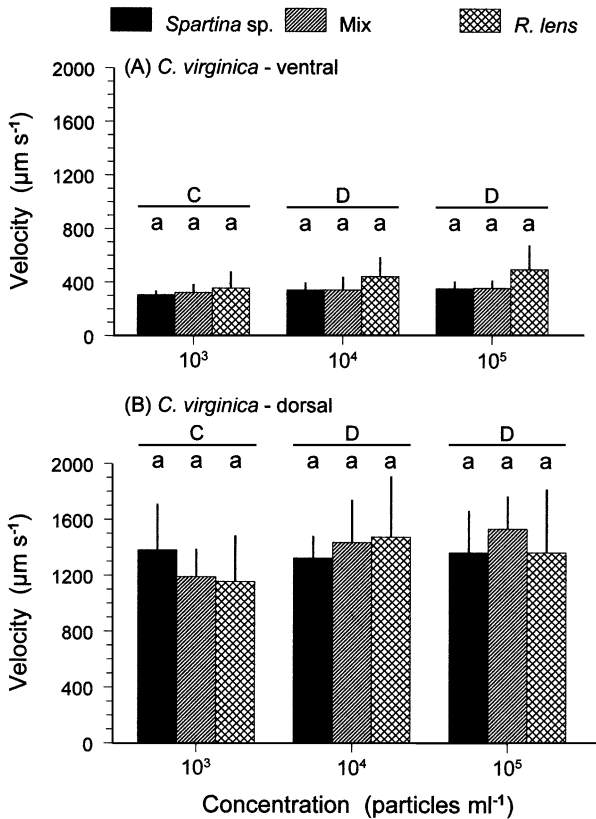 Spartina sp. Mix R. lens
(A) C. virginica - ventral
2000
1600
1200
800
400
0
Velocity (µm s⁻¹)
C D D
a a a a a a a a a
10³ 10⁴ 10⁵
(B) C. virginica - dorsal
C D D
a a a a a a a a a
2000
1600
1200
800
400
0
Velocity (µm s⁻¹)
10³ 10⁴ 10⁵
Concentration (particles ml⁻¹)